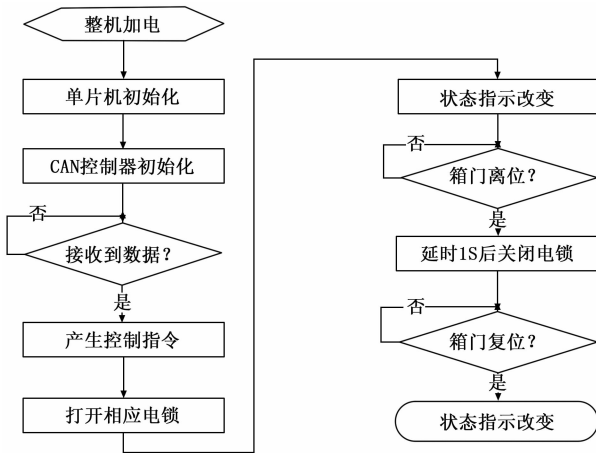 整机加电
单片机初始化
CAN控制器初始化
否
接收到数据？
是
产生控制指令
打开相应电锁
状态指示改变
否
箱门离位？
是
延时1S后关闭电锁
否
箱门复位？
是
状态指示改变